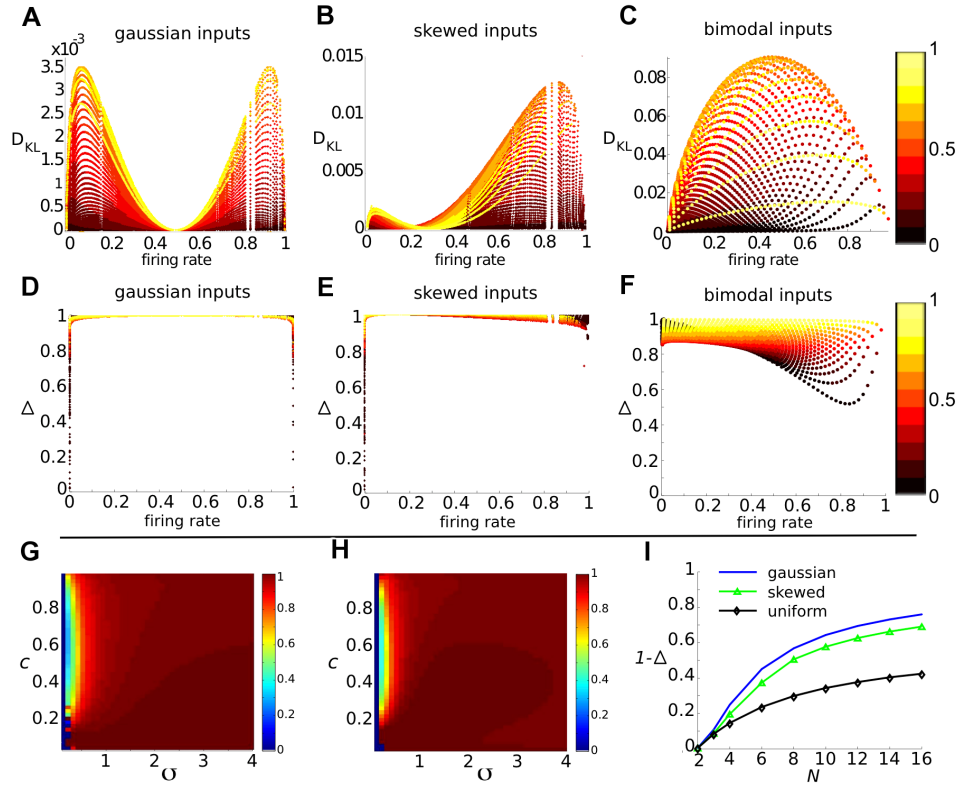 A
gaussian inputs
x10
-3
3.5
3
2.5
D KL
2
1.5
1
0.5
0
0 0.2 0.4 0.6 0.8 1
firing rate
B
skewed inputs
0.015
0.01
D KL
0.005
0
0 0.2 0.4 0.6 0.8 1
firing rate
C
bimodal inputs
0.08
0.06
D KL
0.04
0.02
0
0 0.2 0.4 0.6 0.8
firing rate
1
0.5
0
D
gaussian inputs
1
0.8
0.6
Δ
0.4
0.2
0
0 0.2 0.4 0.6 0.8 1
firing rate
E
skewed inputs
1
0.8
0.6
Δ
0.4
0.2
0
0 0.2 0.4 0.6 0.8 1
firing rate
F
bimodal inputs
1
0.8
0.6
Δ
0.4
0.2
0
0 0.2 0.4 0.6 0.8 1
firing rate
1
0.5
0
G
0.8
0.6
c
0.4
0.2
1 2 3 4
σ
1
0.8
0.6
0.4
0.2
0
H
0.8
0.6
c
0.4
0.2
1 2 3 4
σ
1
0.8
0.6
0.4
0.2
0
I
gaussian
skewed
uniform
1
0.8
0.6
1-Δ
0.4
0.2
0
2 4 6 8 10 12 14 16
N